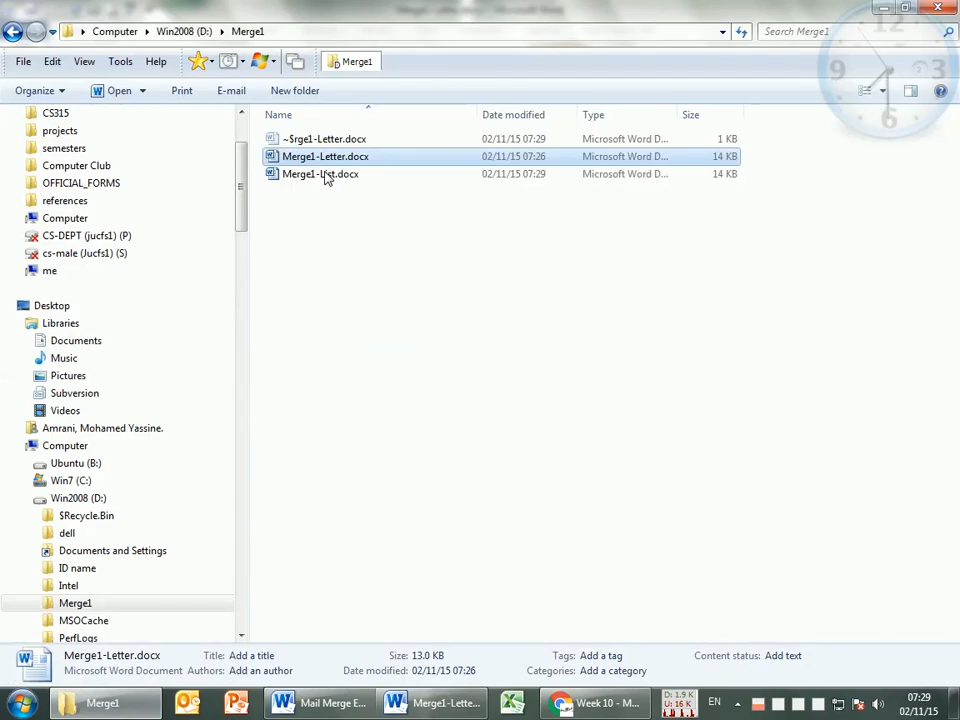 Computer ▸ Win2008 (D:) ▸ Merge1
Search Merge1
12
9
3
6
File Edit View Tools Help
Merge1
Organize Open Print E-mail New folder
Name Date modified Type Size
~$rge1-Letter.docx 02/11/15 07:29 Microsoft Word D... 1 KB
Merge1-Letter.docx 02/11/15 07:26 Microsoft Word D... 14 KB
Merge1-List.docx 02/11/15 07:29 Microsoft Word D... 14 KB
CS315
projects
semesters
Computer Club
OFFICIAL_FORMS
references
Computer
CS-DEPT (jucfs1) (P)
cs-male (Jucfs1) (S)
me
Desktop
Libraries
Documents
Music
Pictures
Subversion
Videos
Amrani, Mohamed Yassine.
Computer
Ubuntu (B:)
Win7 (C:)
Win2008 (D:)
$Recycle.Bin
dell
Documents and Settings
ID name
Intel
Merge1
MSOCache
PerfLogs
Merge1-Letter.docx Title: Add a title Size: 13.0 KB Tags: Add a tag Content status: Add text
Microsoft Word Document Authors: Add an author Date modified: 02/11/15 07:26 Categories: Add a category
Merge1 Mail Merge E... Merge1-Lette... Week 10 - M... D: 1.9 K EN 07:29
U: 16 K 02/11/15